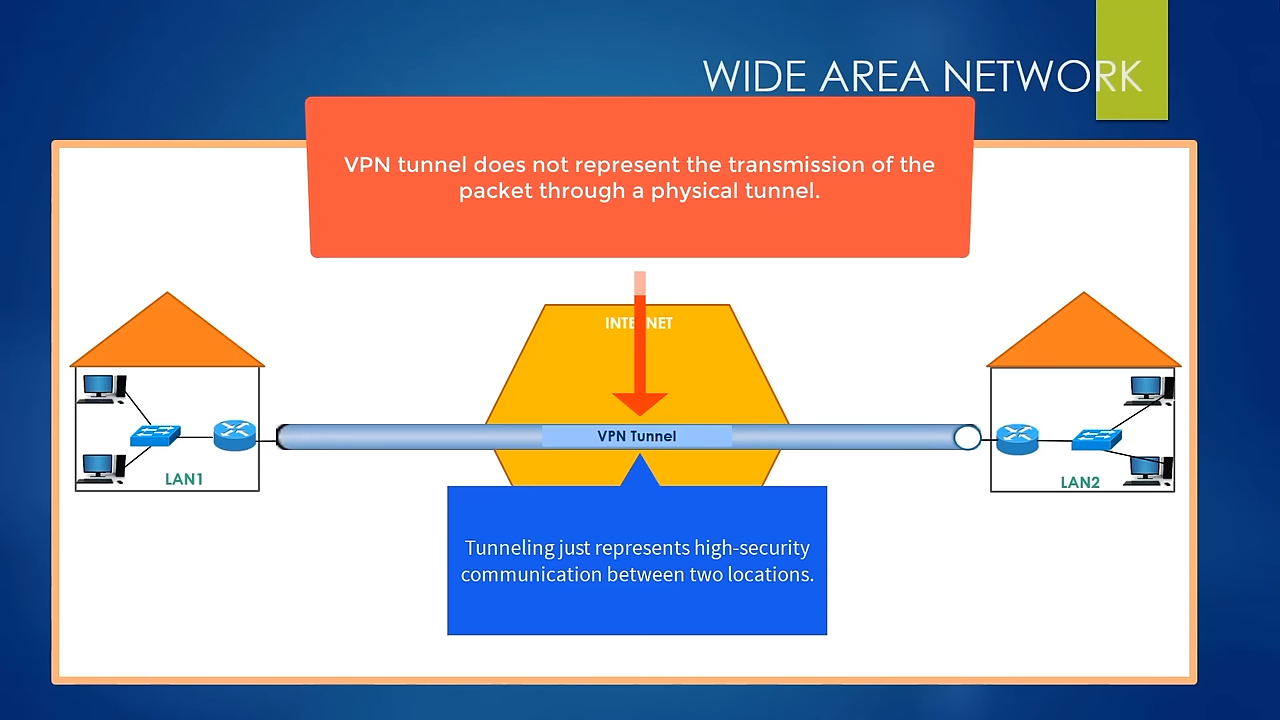 WIDE AREA NETWORK
VPN tunnel does not represent the transmission of the
packet through a physical tunnel.
INTERNET
VPN Tunnel
LAN1
LAN2
Tunneling just represents high-security
communication between two locations.